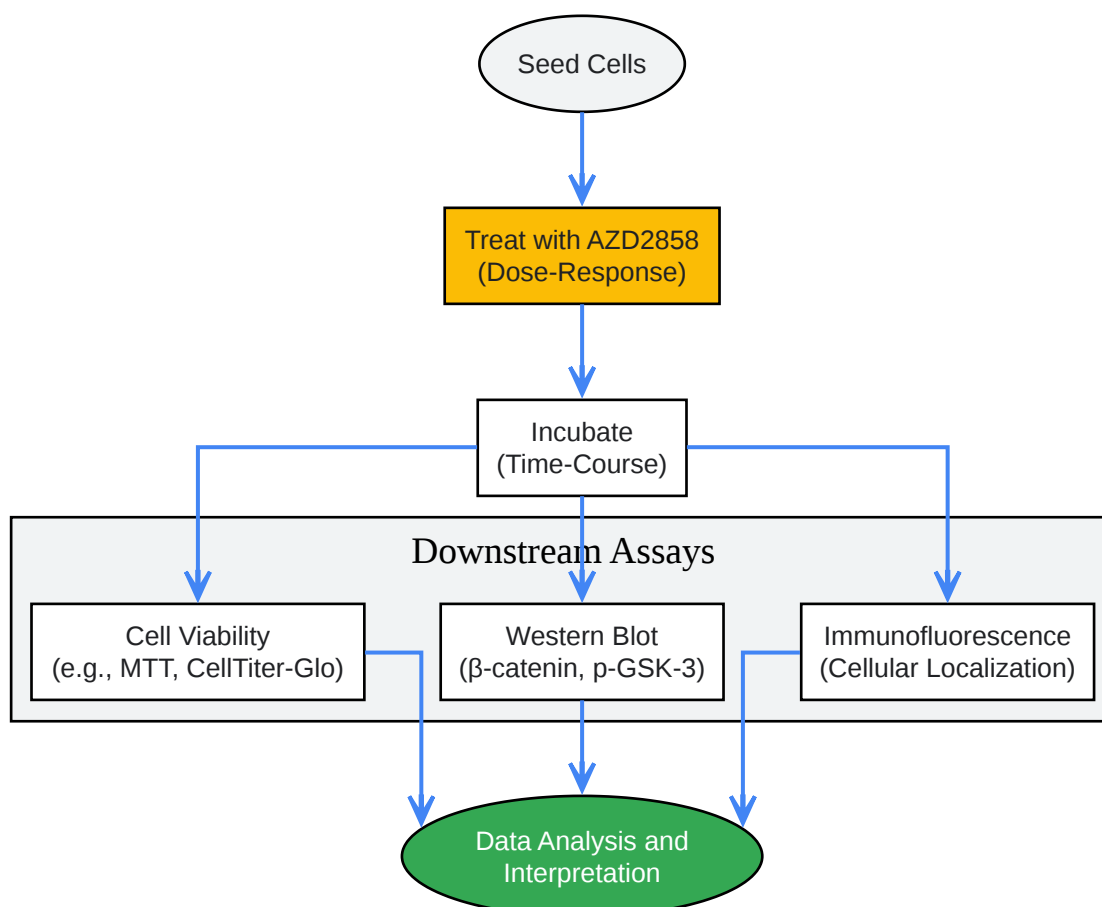 Seed Cells
Treat with AZD2858
(Dose-Response)
Incubate
(Time-Course)
Downstream Assays
Cell Viability
(e.g., MTT, CellTiter-Glo)
Western Blot
(β-catenin, p-GSK-3)
Immunofluorescence
(Cellular Localization)
Data Analysis and
Interpretation